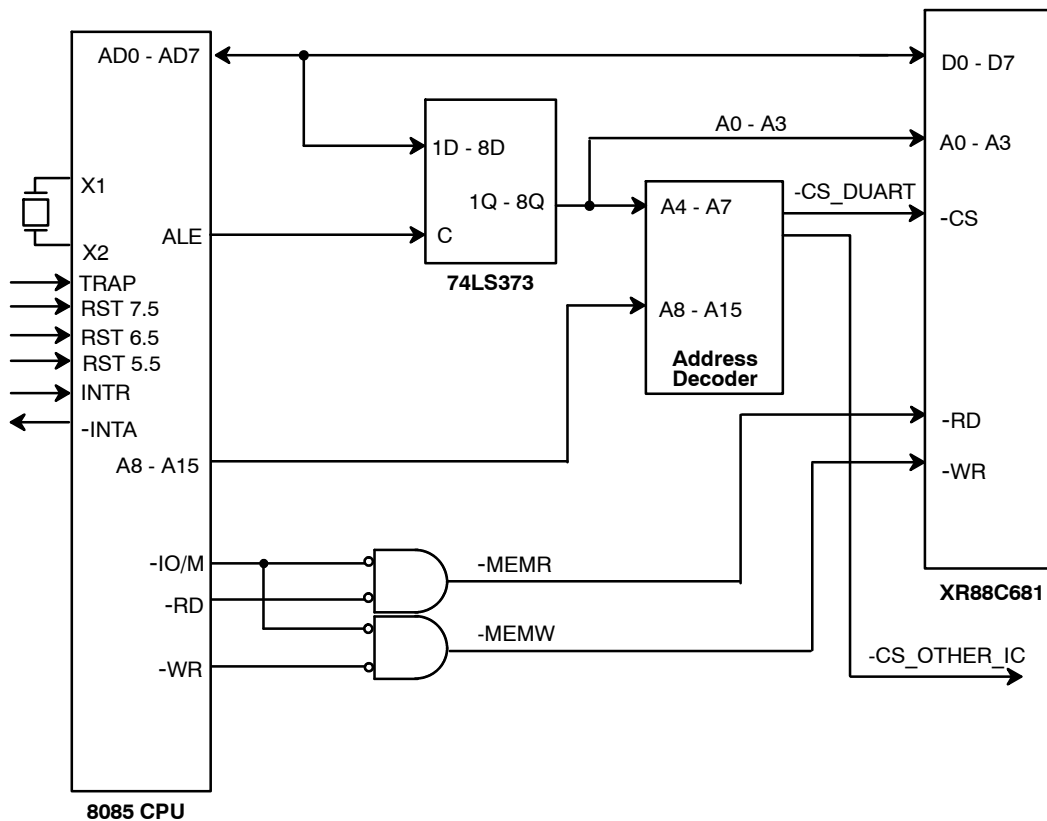 AD0 - AD7
X1
X2
ALE
TRAP
RST 7.5
RST 6.5
RST 5.5
INTR
-INTA
A8 - A15
-IO/M
-RD
-WR
8085 CPU
1D - 8D
1Q - 8Q
C
74LS373
A0 - A3
A4 - A7
A8 - A15
Address
Decoder
-CS_DUART
-MEMR
-MEMW
D0 - D7
A0 - A3
-CS
-RD
-WR
XR88C681
-CS_OTHER_IC